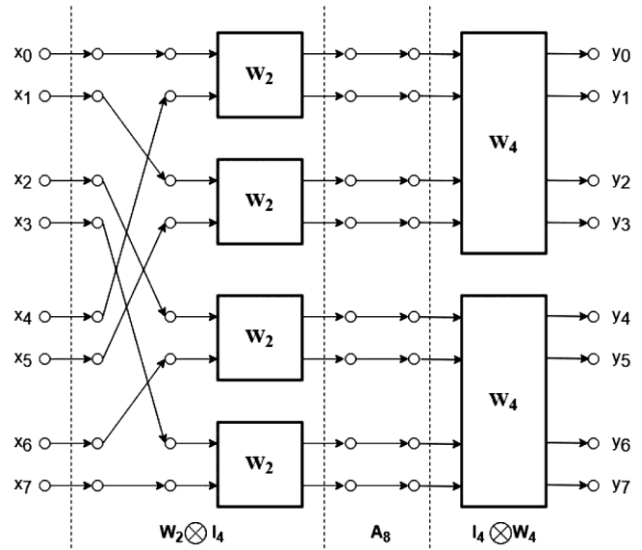 x0 W2 y0
x1 y1
W4
x2 W2 y2
x3 y3
x4 W2 y4
x5 y5
W4
x6 W2 y6
x7 y7
W2 ⊗ I4 A8 I4 ⊗ W4